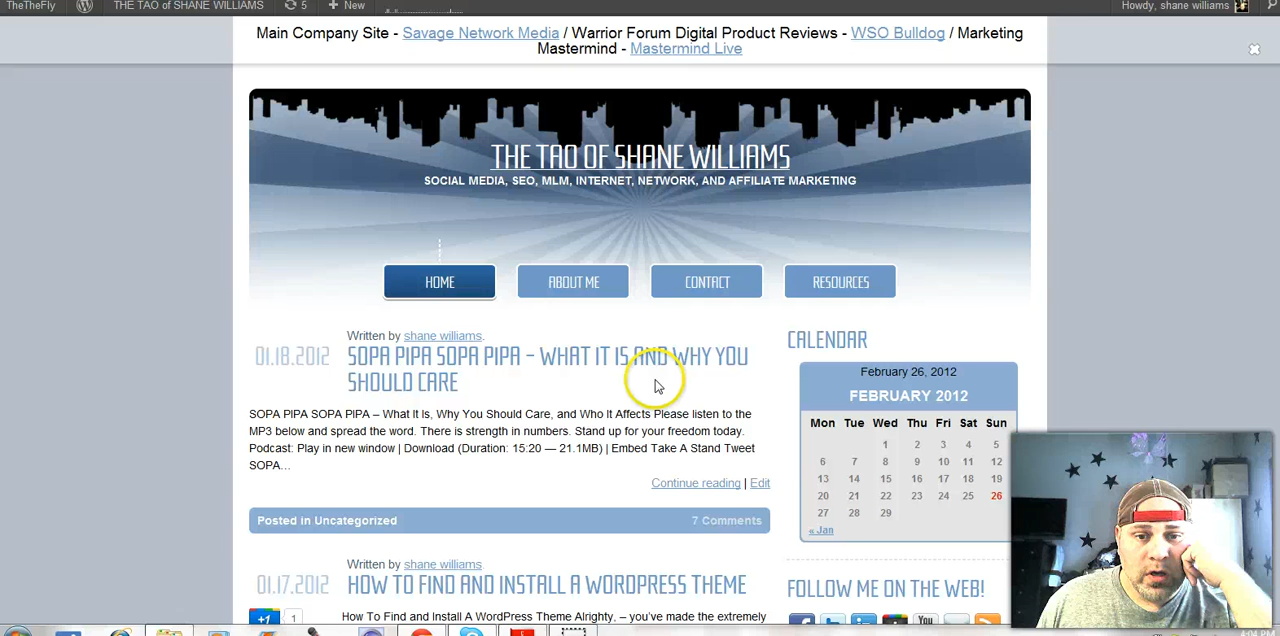 TheTheFly THE TAO of SHANE WILLIAMS 5 + New Howdy, shane williams
Main Company Site - Savage Network Media / Warrior Forum Digital Product Reviews - WSO Bulldog / Marketing
Mastermind - Mastermind Live
THE TAO OF SHANE WILLIAMS
SOCIAL MEDIA, SEO, MLM, INTERNET, NETWORK, AND AFFILIATE MARKETING
HOME ABOUT ME CONTACT RESOURCES
Written by shane williams.
01.18.2012 SOPA PIPA SOPA PIPA – WHAT IT IS AND WHY YOU
SHOULD CARE
SOPA PIPA SOPA PIPA – What It Is, Why You Should Care, and Who It Affects Please listen to the
MP3 below and spread the word. There is strength in numbers. Stand up for your freedom today.
Podcast: Play in new window | Download (Duration: 15:20 — 21.1MB) | Embed Take A Stand Tweet
SOPA…
Continue reading | Edit
Posted in Uncategorized 7 Comments
Written by shane williams
01.17.2012 HOW TO FIND AND INSTALL A WORDPRESS THEME
+1 1 How To Find and Install A WordPress Theme Alrighty. – you've made the extremely
CALENDAR
February 26, 2012
FEBRUARY 2012
Mon Tue Wed Thu Fri Sat Sun
1 2 3 4 5
6 7 8 9 10 11 12
13 14 15 16 17 18 19
20 21 22 23 24 25 26
27 28 29
« Jan
FOLLOW ME ON THE WEB!
You